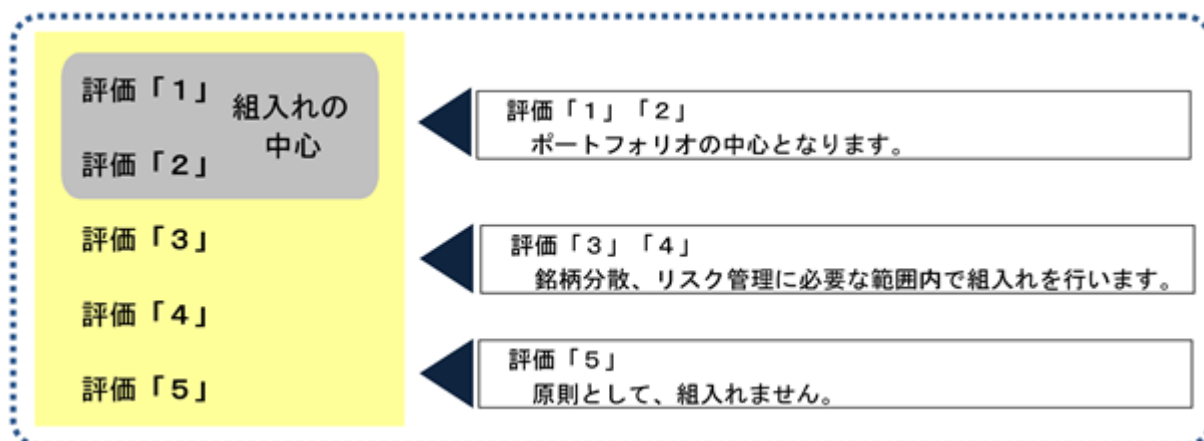 評価「1」
評価「2」
組入れの
中心
評価「3」
評価「4」
評価「5」
評価「1」「2」
ポートフォリオの中心となります。
評価「3」「4」
銘柄分散、リスク管理に必要な範囲内で組入れを行います。
評価「5」
原則として、組入れません。